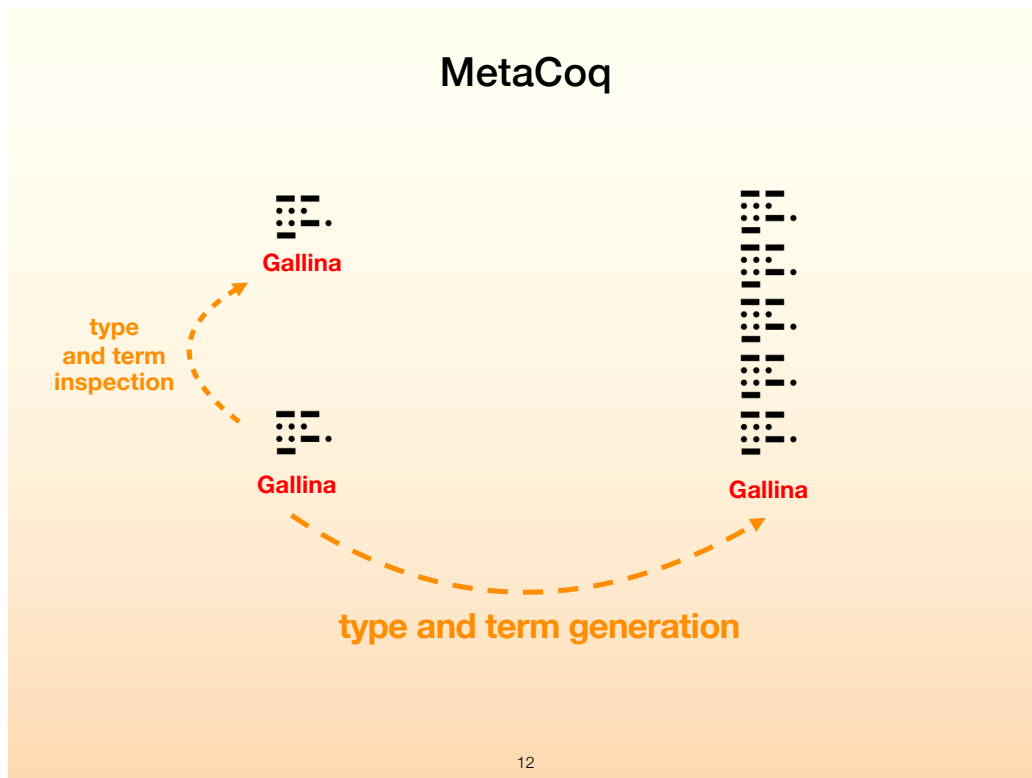 MetaCoq
Gallina
type
and term
inspection
Gallina
Gallina
type and term generation
12